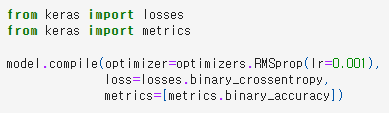 from keras import losses
from keras import metrics

model.compile(optimizer=optimizers.RMSprop(lr=0.001),
              loss=losses.binary_crossentropy,
              metrics=[metrics.binary_accuracy])